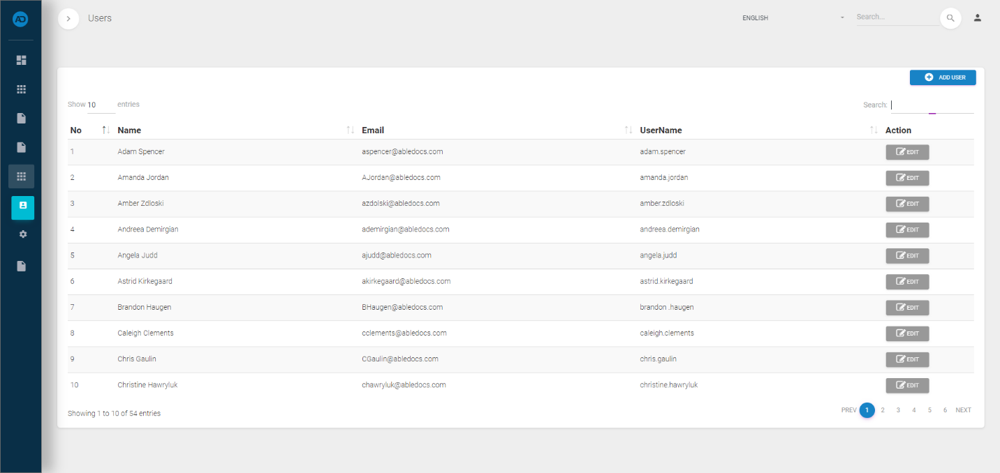 AD
Users
ENGLISH
Search...
ADD USER
Show 10 entries
Search:
No Name Email UserName Action
1 Adam Spencer aspencer@abledocs.com adam.spencer EDIT
2 Amanda Jordan AJordan@abledocs.com amanda.jordan EDIT
3 Amber Zdloski azdolski@abledocs.com amber.zdloski EDIT
4 Andreea Demirgian ademirgian@abledocs.com andreea.demirgian EDIT
5 Angela Judd ajudd@abledocs.com angela.judd EDIT
6 Astrid Kirkegaard akirkegaard@abledocs.com astrid.kirkegaard EDIT
7 Brandon Haugen BHaugen@abledocs.com brandon .haugen EDIT
8 Caleigh Clements cclements@abledocs.com caleigh.clements EDIT
9 Chris Gaulin CGaulin@abledocs.com chris.gaulin EDIT
10 Christine Hawryluk chawryluk@abledocs.com christine.hawryluk EDIT
Showing 1 to 10 of 54 entries
PREV 1 2 3 4 5 6 NEXT